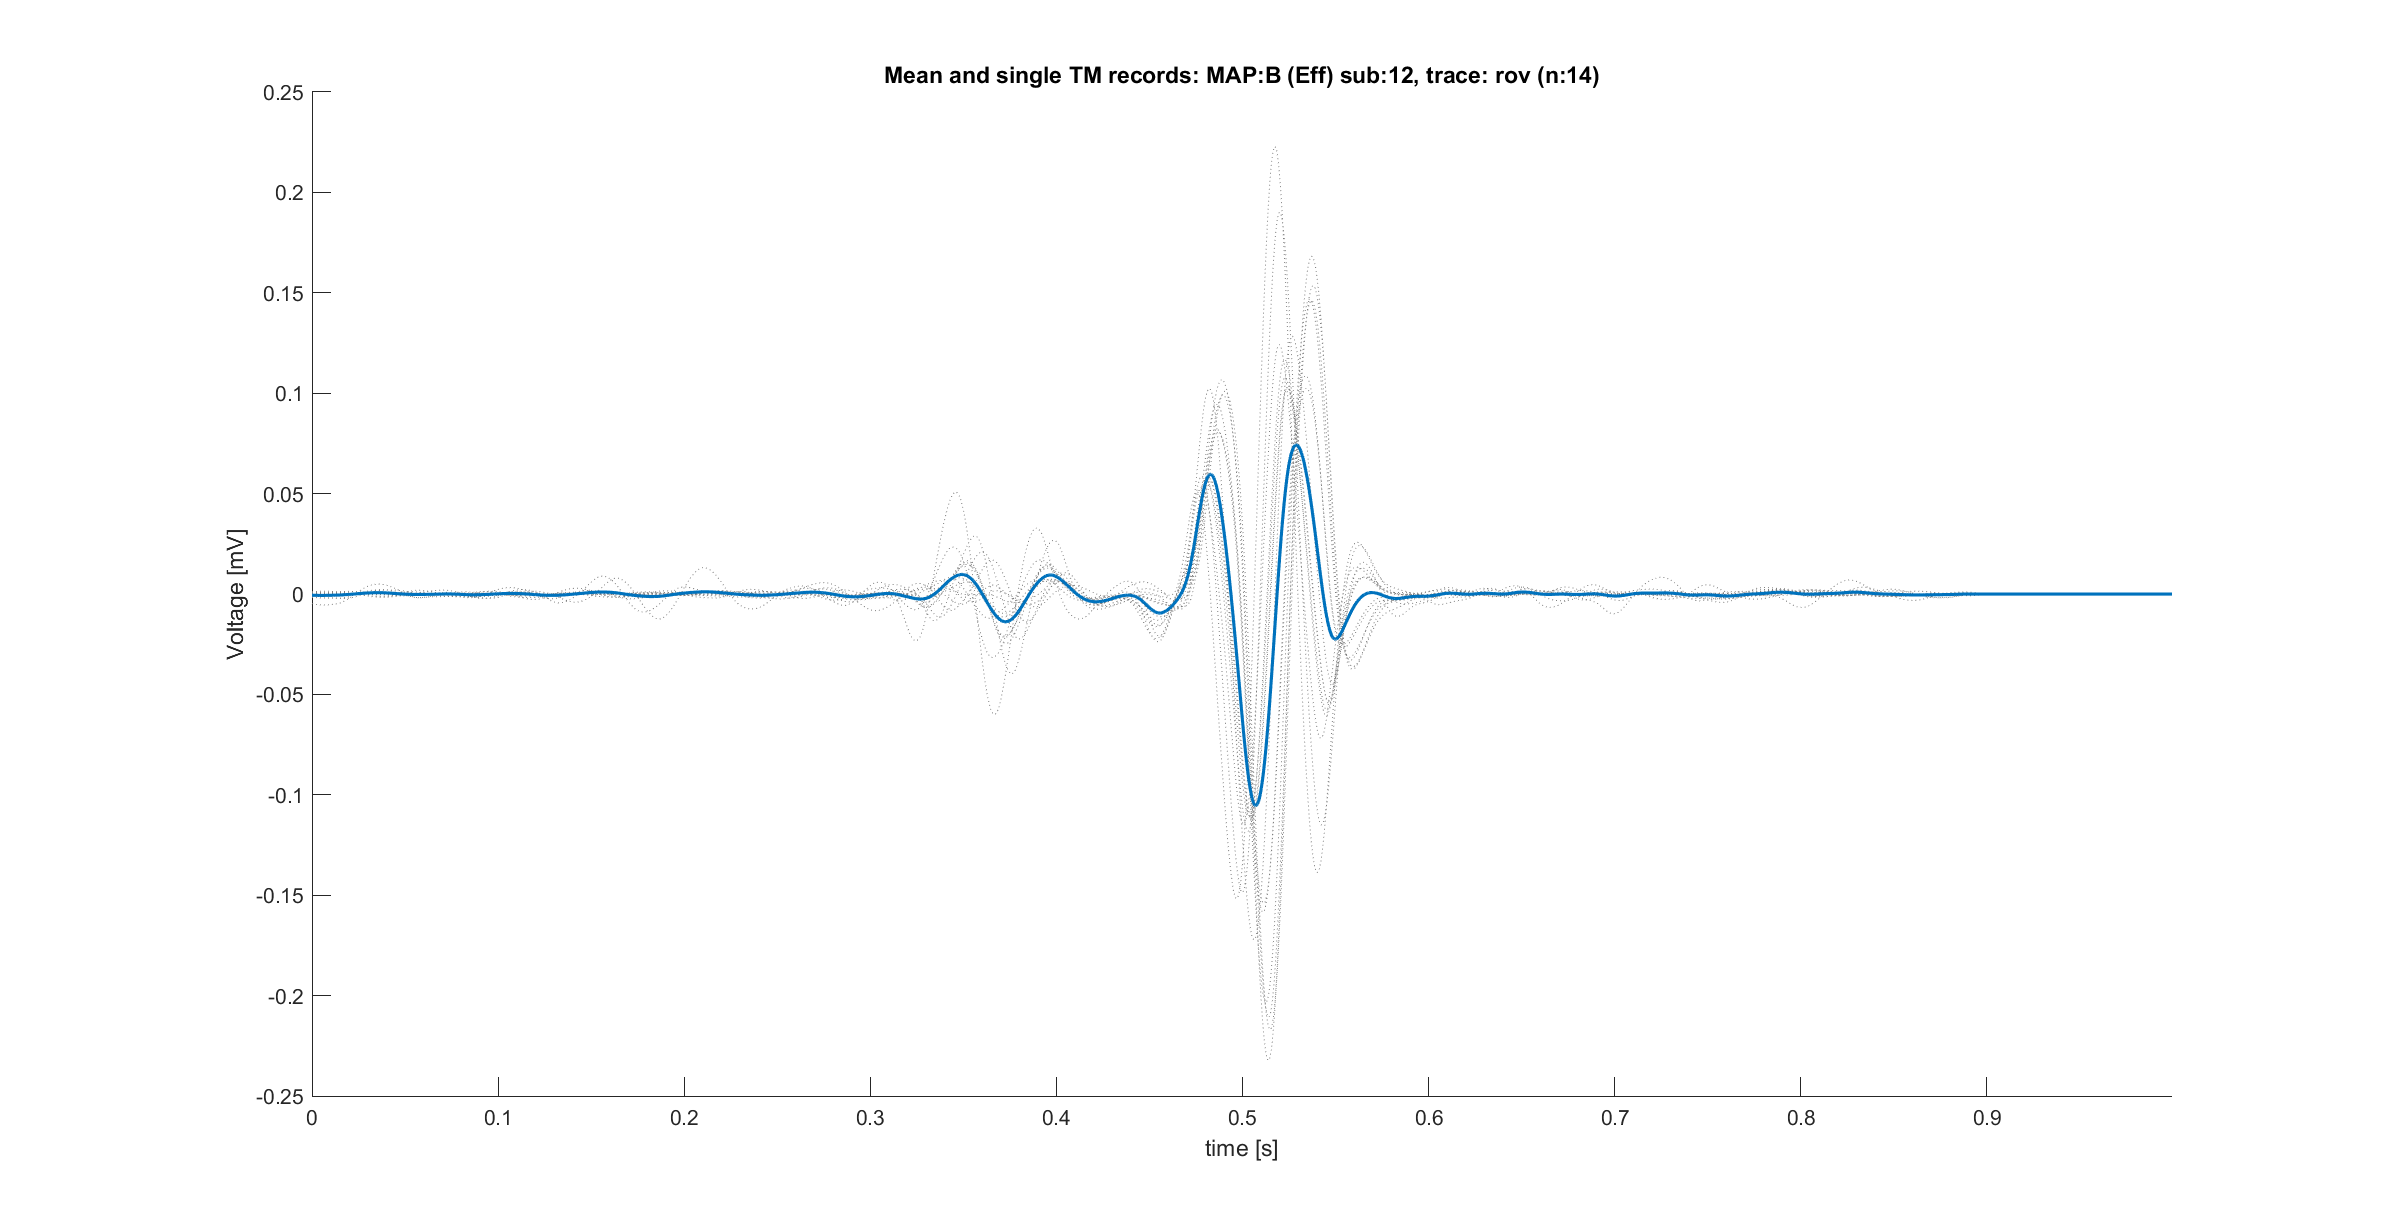 Mean and single TM records: MAP:B (Eff) sub:12, trace: rov (n:14)
0.25
0.2
0.15
0.1
0.05
0
-0.05
-0.1
-0.15
-0.2
-0.25
Voltage [mV]
0 0.1 0.2 0.3 0.4 0.5 0.6 0.7 0.8 0.9
time [s]